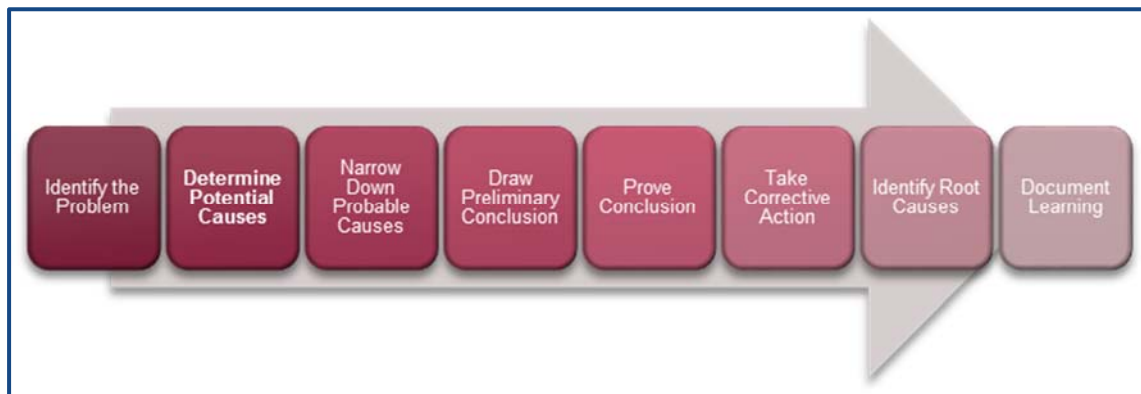 Identify the
Problem
Determine
Potential
Causes
Narrow
Down
Probable
Causes
Draw
Preliminary
Conclusion
Prove
Conclusion
Take
Corrective
Action
Identify Root
Causes
Document
Learning